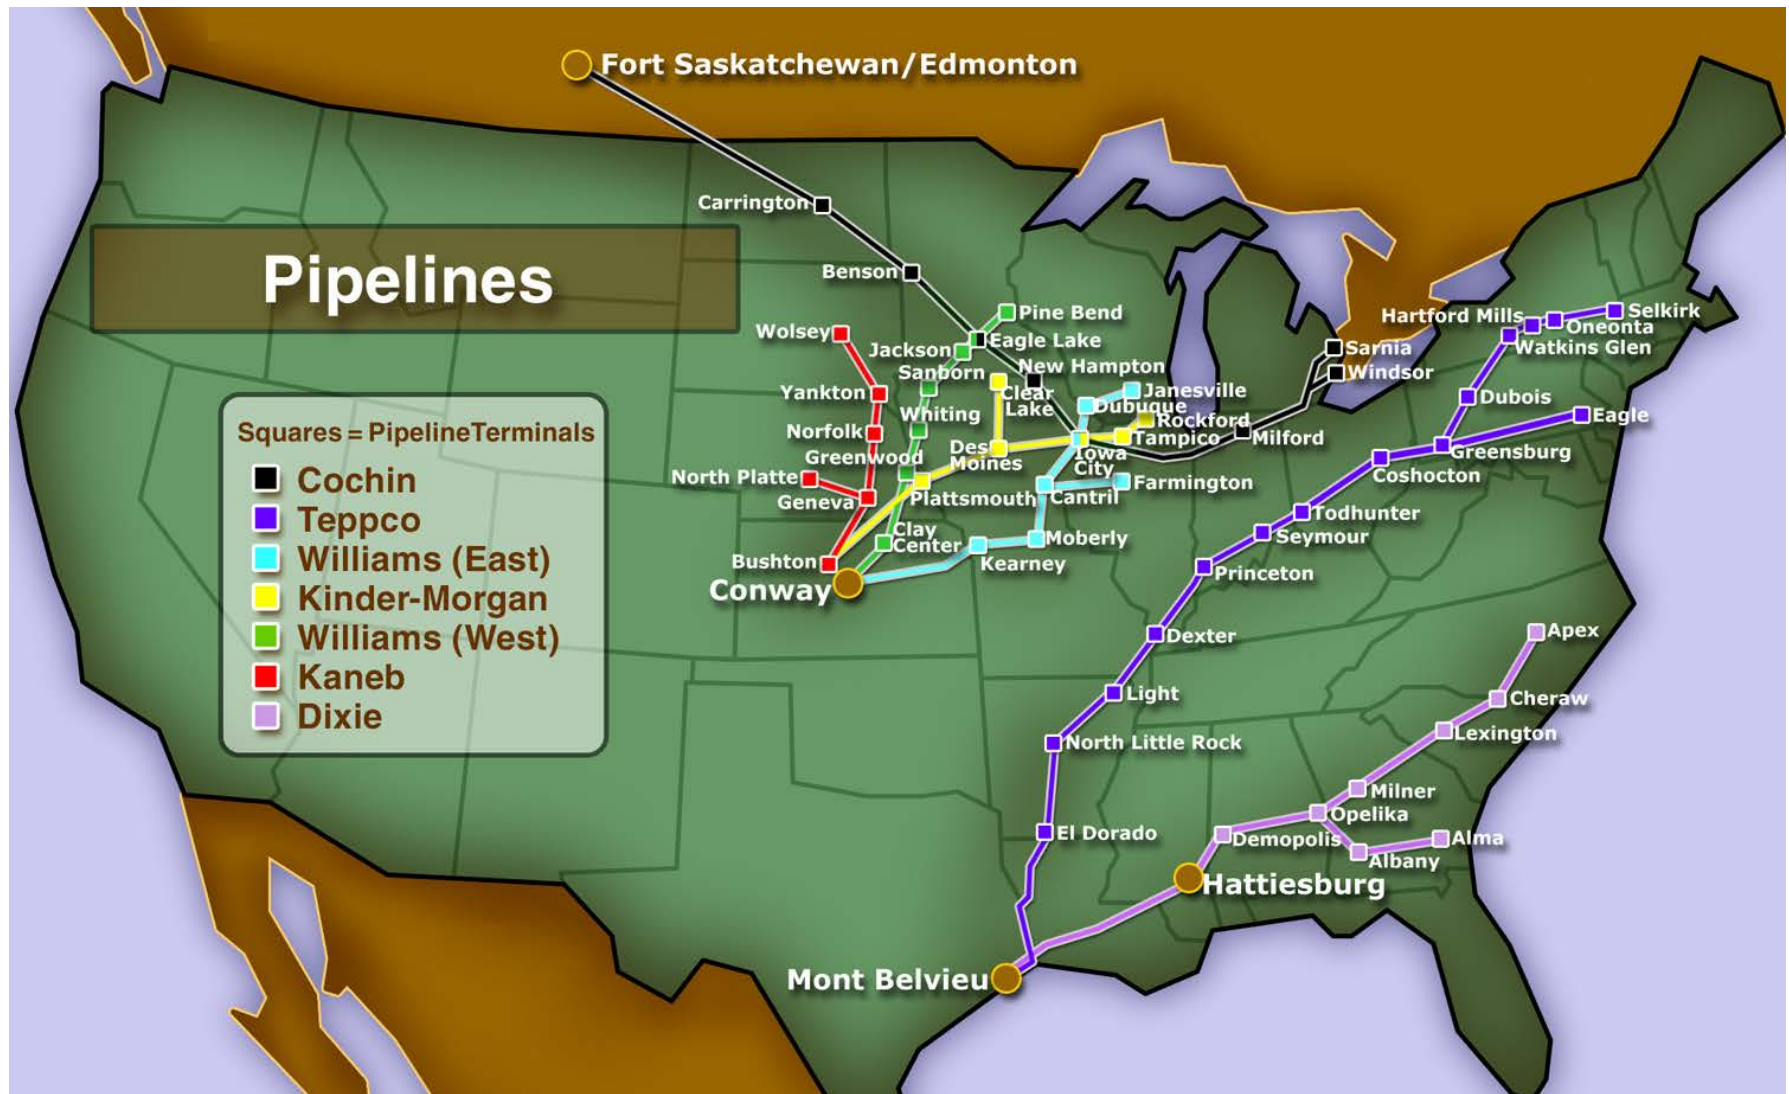 Fort Saskatchewan/Edmonton
Carrington
Pipelines
Benson
Pine Bend
Wolsey
Eagle Lake
Jackson
New Hampton
Sanborn
Clear
Lake
Yankton
Janesville
Dubuque
Whiting
Rockford
Norfolk
Tampico
Milford
Des
Moines
Iowa
City
Greenwood
North Platte
Geneva
Plattsmouth
Cantril
Farmington
Clay
Center
Moberly
Kearney
Bushton
Conway
Sarnia
Windsor
Hartford Mills
Selkirk
Oneonta
Watkins Glen
Dubois
Eagle
Greensburg
Coshocton
Todhunter
Seymour
Princeton
Dexter
Light
North Little Rock
El Dorado
Apex
Cheraw
Lexington
Milner
Opelika
Demopolis
Alma
Albany
Hattiesburg
Mont Belvieu
Squares = PipelineTerminals
Cochin
Teppco
Williams (East)
Kinder-Morgan
Williams (West)
Kaneb
Dixie